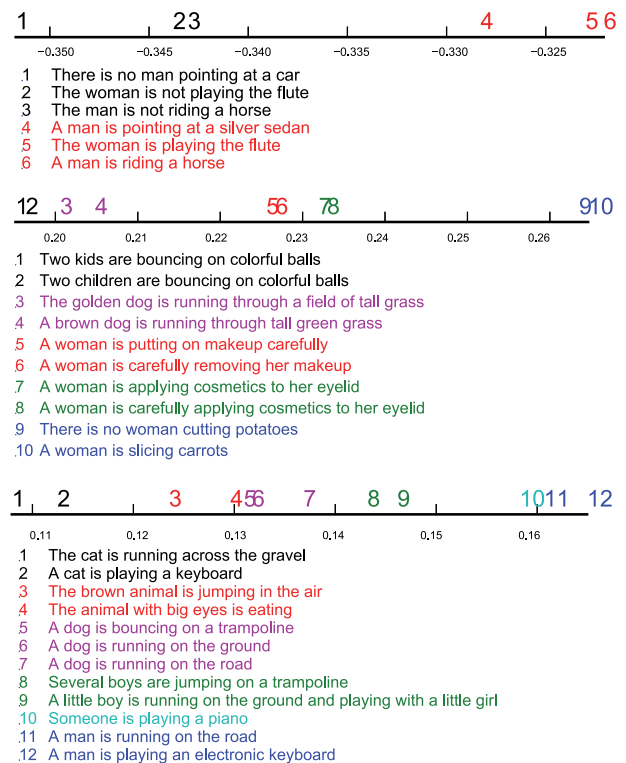 1 23 4 5 6
−0.350 −0.345 −0.340 −0.335 −0.330 −0.325
1 There is no man pointing at a car
2 The woman is not playing the flute
3 The man is not riding a horse
4 A man is pointing at a silver sedan
5 The woman is playing the flute
6 A man is riding a horse
12 3 4 56 78 910
0.20 0.21 0.22 0.23 0.24 0.25 0.26
1 Two kids are bouncing on colorful balls
2 Two children are bouncing on colorful balls
3 The golden dog is running through a field of tall grass
4 A brown dog is running through tall green grass
5 A woman is putting on makeup carefully
6 A woman is carefully removing her makeup
7 A woman is applying cosmetics to her eyelid
8 A woman is carefully applying cosmetics to her eyelid
9 There is no woman cutting potatoes
10 A woman is slicing carrots
1 2 3 4 56 7 8 9 10 11 12
0.11 0.12 0.13 0.14 0.15 0.16
1 The cat is running across the gravel
2 A cat is playing a keyboard
3 The brown animal is jumping in the air
4 The animal with big eyes is eating
5 A dog is bouncing on a trampoline
6 A dog is running on the ground
7 A dog is running on the road
8 Several boys are jumping on a trampoline
9 A little boy is running on the ground and playing with a little girl
10 Someone is playing a piano
11 A man is running on the road
12 A man is playing an electronic keyboard